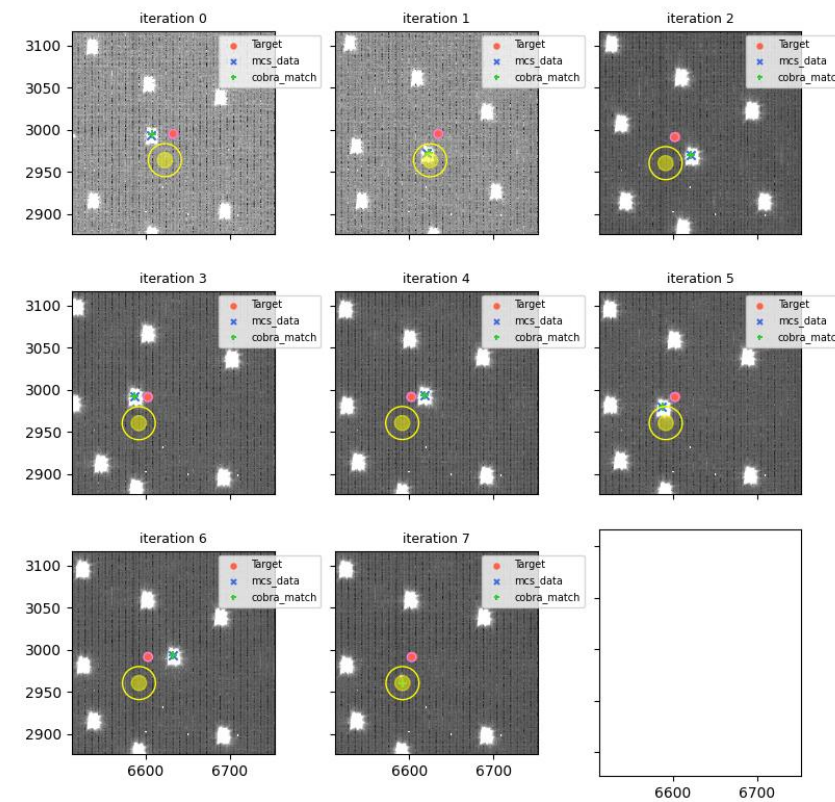 iteration 0
iteration 1
iteration 2
Target
mcs_data
cobra_match
Target
mcs_data
cobra_match
Target
mcs_data
cobra_matc
3100
3050
3000
2950
2900
iteration 3
iteration 4
iteration 5
Target
mcs_data
cobra_match
Target
mcs_data
cobra_match
Target
mcs_data
cobra_matc
3100
3050
3000
2950
2900
iteration 6
iteration 7
Target
mcs_data
cobra_match
Target
mcs_data
cobra_match
3100
3050
3000
2950
2900
6600 6700
6600 6700
6600 6700